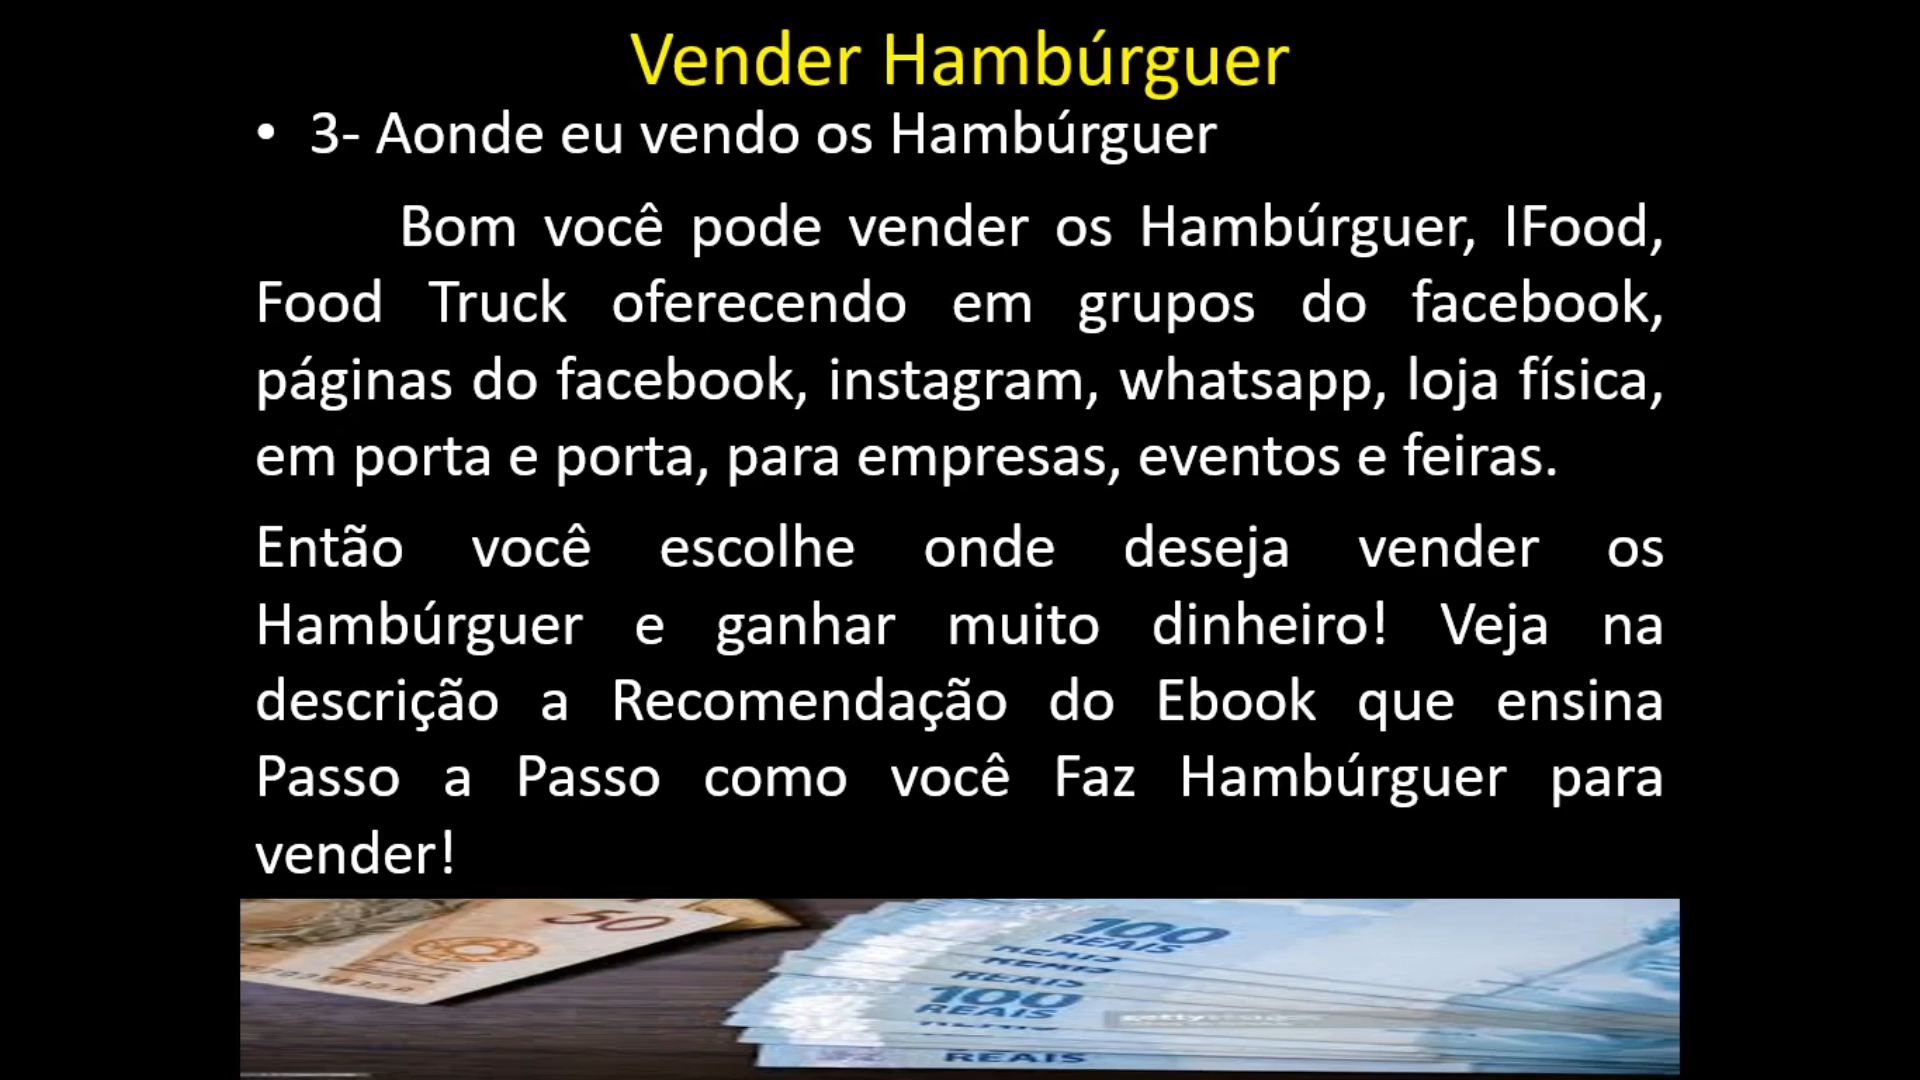 Vender Hambúrguer
• 3- Aonde eu vendo os Hambúrguer
Bom você pode vender os Hambúrguer, IFood,
Food Truck oferecendo em grupos do facebook,
páginas do facebook, instagram, whatsapp, loja física,
em porta e porta, para empresas, eventos e feiras.
Então você escolhe onde deseja vender os
Hambúrguer e ganhar muito dinheiro! Veja na
descrição a Recomendação do Ebook que ensina
Passo a Passo como você Faz Hambúrguer para
vender!
50
100
REAIS
REAIS
REAIS
100
REAIS
REAIS